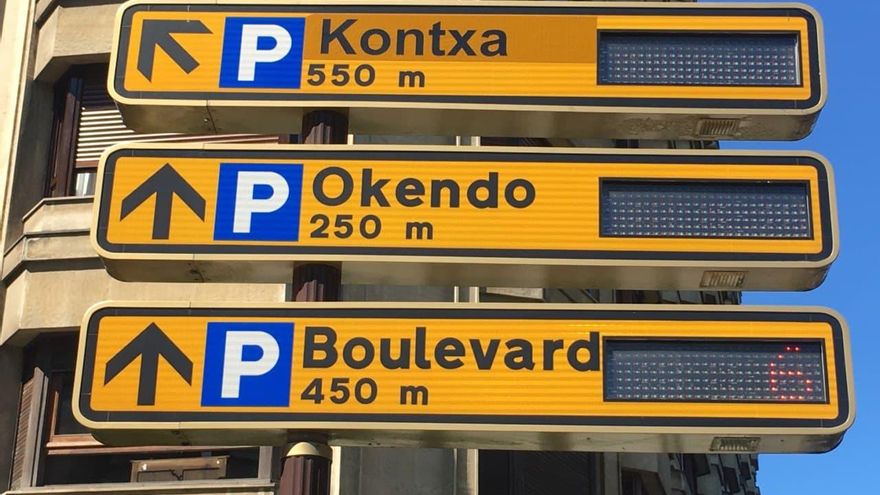 P Kontxa
550 m
P Okendo
250 m
P Boulevard
450 m